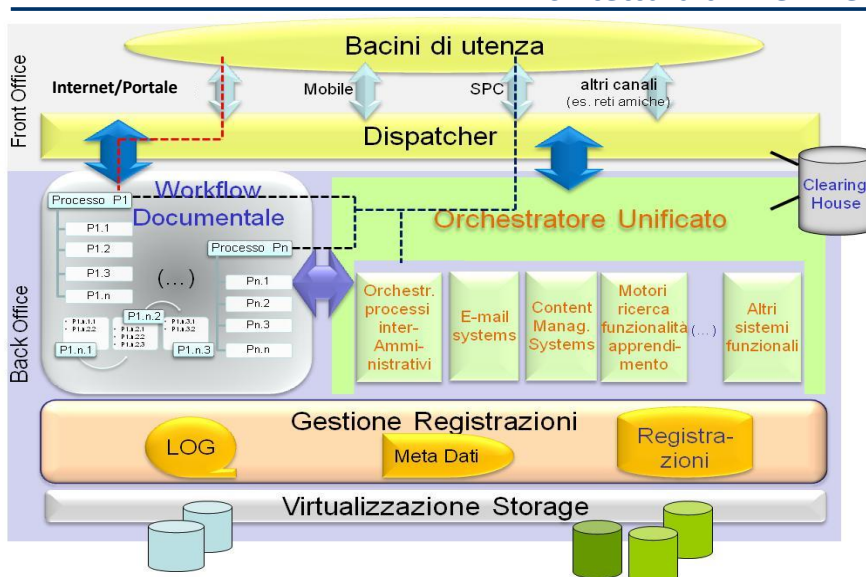 Bacini di utenza
Front Office
Internet/Portale
Mobile
SPC
altri canali
(es. reti amiche)
Dispatcher
Clearing
House
Back Office
Workflow
Documentale
Processo P1
P1.1
P1.2
P1.3
P1.n
(...)
Processo Pn
Pn.1
Pn.2
Pn.3
Pn.n
P1.n.2
P1.n.1
P1.n.3
Orchestratore Unificato
Orchestr.
processi
inter-
Amministrativi
E-mail
systems
Content
Manag.
Systems
Motori
ricerca
funzionalità
apprendi-
mento
(...)
Altri
sistemi
funzionali
Gestione Registrazioni
LOG
Meta Dati
Registra-
zioni
Virtualizzazione Storage